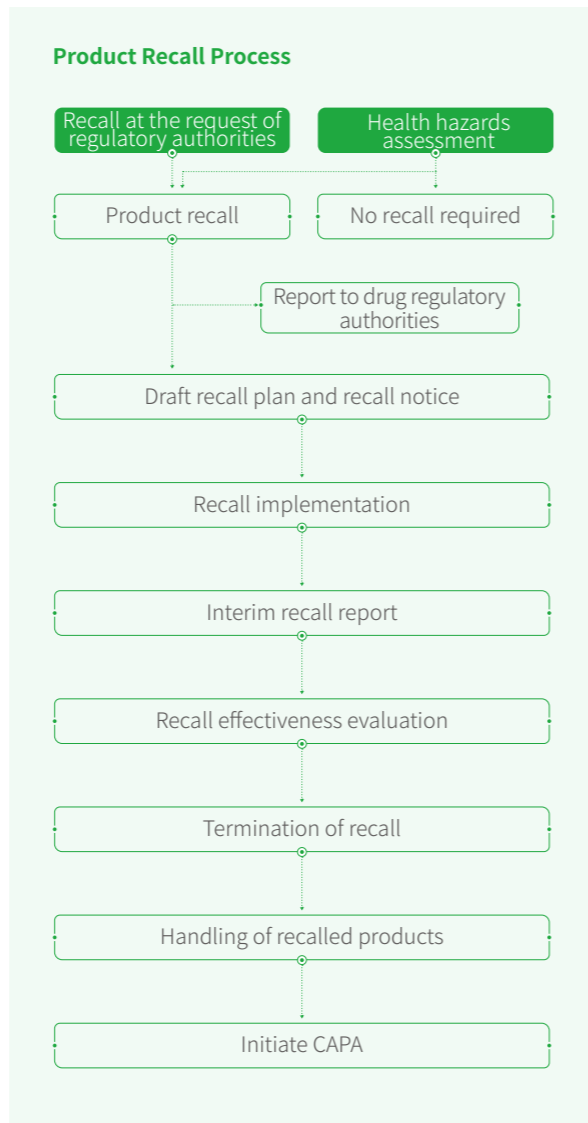 Product Recall Process
Recall at the request of
regulatory authorities
Health hazards
assessment
Product recall
No recall required
Report to drug regulatory
authorities
Draft recall plan and recall notice
Recall implementation
Interim recall report
Recall effectiveness evaluation
Termination of recall
Handling of recalled products
Initiate CAPA